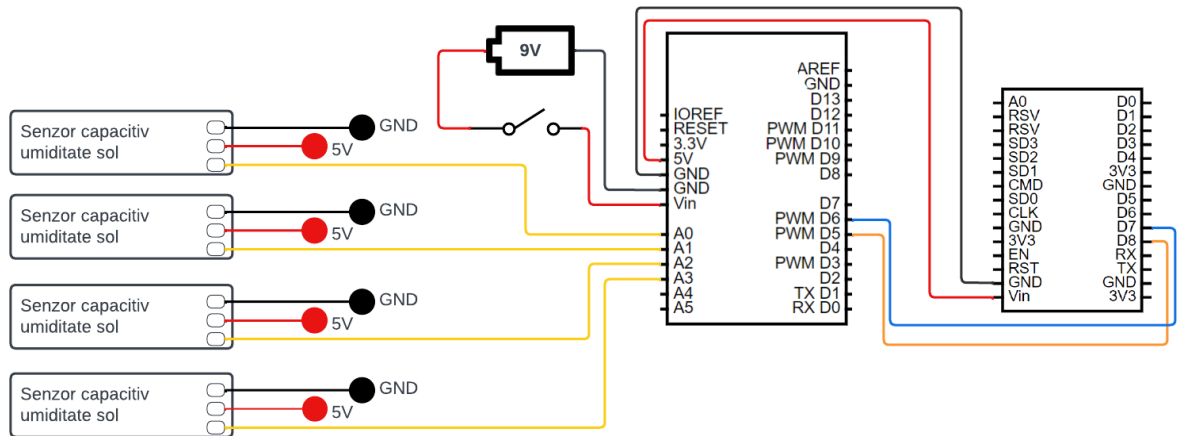 9V
Senzor capacitiv
umiditate sol
GND
5V
Senzor capacitiv
umiditate sol
GND
5V
Senzor capacitiv
umiditate sol
GND
5V
Senzor capacitiv
umiditate sol
GND
5V
IOREF
RESET
3.3V
5V
GND
GND
Vin
A0
A1
A2
A3
A4
A5
AREF
GND
D13
D12
PWM D11
PWM D10
PWM D9
D8
D7
PWM D6
PWM D5
D4
PWM D3
D2
TX D1
RX D0
A0
RSV
RSV
SD3
SD2
SD1
CMD
SD0
CLK
GND
3V3
EN
RST
GND
Vin
D0
D1
D2
D3
D4
3V3
GND
D5
D6
D7
D8
RX
TX
GND
3V3